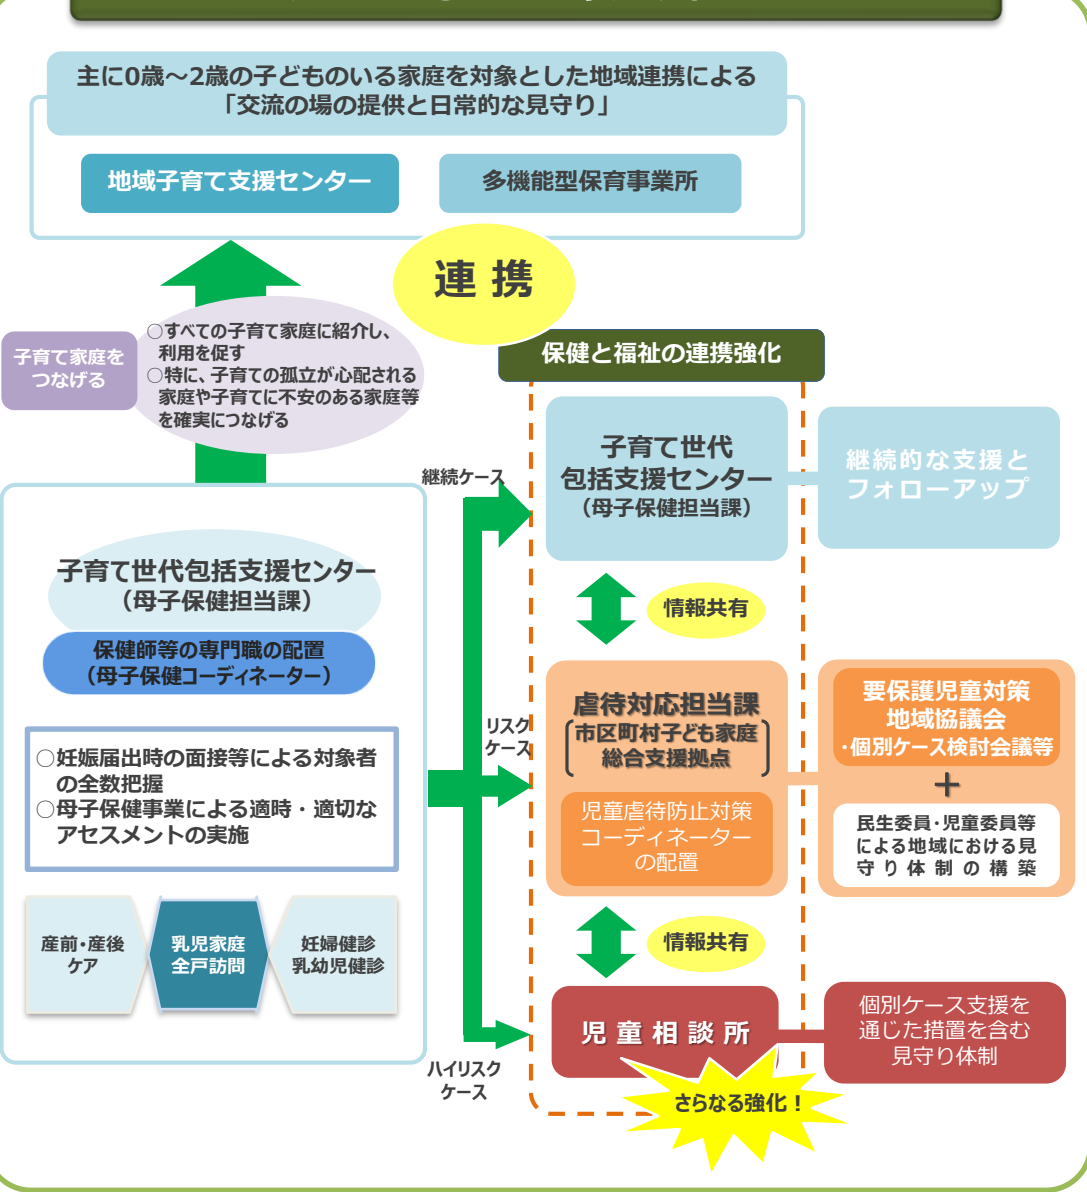 主に0歳～2歳の子どものいる家庭を対象とした地域連携による
「交流の場の提供と日常的な見守り」
地域子育て支援センター
多機能型保育事業所
連 携
子育て家庭を
つなげる
○すべての子育て家庭に紹介し、
利用を促す
○特に、子育ての孤立が心配される
家庭や子育てに不安のある家庭等
を確実につなげる
保健と福祉の連携強化
子育て世代
包括支援センター
（母子保健担当課）
継続的な支援と
フォローアップ
継続ケース
子育て世代包括支援センター
（母子保健担当課）
保健師等の専門職の配置
（母子保健コーディネーター）
情報共有
○妊娠届出時の面接等による対象者
の全数把握
○母子保健事業による適時・適切な
アセスメントの実施
リスク
ケース
虐待対応担当課
市区町村子ども家庭
総合支援拠点
児童虐待防止対策
コーディネーター
の配置
要保護児童対策
地域協議会
・個別ケース検討会議等
＋
民生委員・児童委員等
による地域における見
守り体制の構築
産前・産後
ケア
乳児家庭
全戸訪問
妊婦健診
乳幼児健診
情報共有
児童相談所
個別ケース支援を
通じた措置を含む
見守り体制
ハイリスク
ケース
さらなる強化！